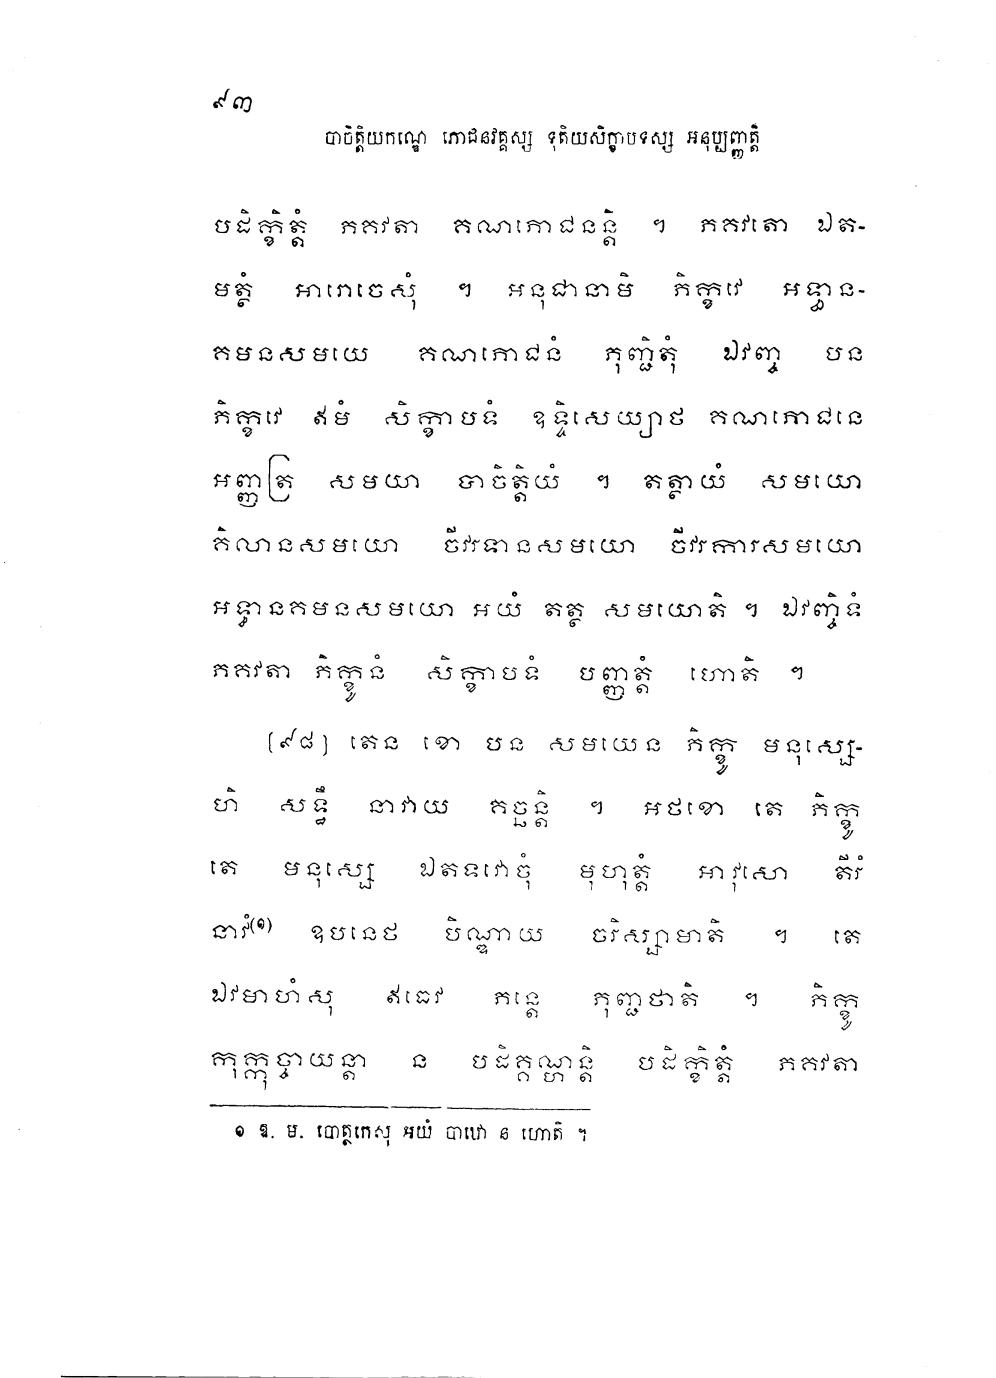 ៩៣
បាចិត្តិយកណ្ឌេ ភោជនវគ្គស្ស ទុតិយសិក្ខាបទស្ស អនុប្បញ្ញត្តិ
បដិក្ខិត្តំ ភគវតា គណភោជនន្តិ ។ ភគវតោ ឯត-
មត្ថំ អារោចេសុំ ។ អនុជានាមិ ភិក្ខវេ អទ្ធាន-
គមនសមយេ គណភោជនំ ភុញ្ជិតុំ ឯវញ្ច បន
ភិក្ខវេ ឥមំ សិក្ខាបទំ ឧទ្ទិសេយ្យាថ គណភោជនេ
អញ្ញត្រ សមយា បាចិត្តិយំ ។ តត្ថាយំ សមយោ
គិលានសមយោ ចីវរទានសមយោ ចីវរការសមយោ
អទ្ធានគមនសមយោ អយំ តត្ថ សមយោតិ ។ ឯវញ្ចិទំ
ភគវតា ភិក្ខូនំ សិក្ខាបទំ បញ្ញត្តំ ហោតិ ។
[៩៨] តេន ខោ បន សមយេន ភិក្ខូ មនុស្សេ-
ហិ សទ្ធឹ នាវាយ គច្ឆន្តិ ។ អថខោ តេ ភិក្ខូ
តេ មនុស្សេ ឯតទវោចុំ មុហុត្តំ អាវុសោ តីរំ
នាវំ(១) ឧបនេថ បិណ្ឌាយ ចរិស្សាមាតិ ។ តេ
ឯវមាហំសុ ឥធេវ ភន្តេ ភុញ្ជថាតិ ។ ភិក្ខូ
កុក្កុច្ចាយន្តា ន បដិគ្គណ្ហន្តិ បដិក្ខិត្តំ ភគវតា
១ ឱ. ម. បោត្ថកេសុ អយំ បាឋោ ន ហោតិ ។